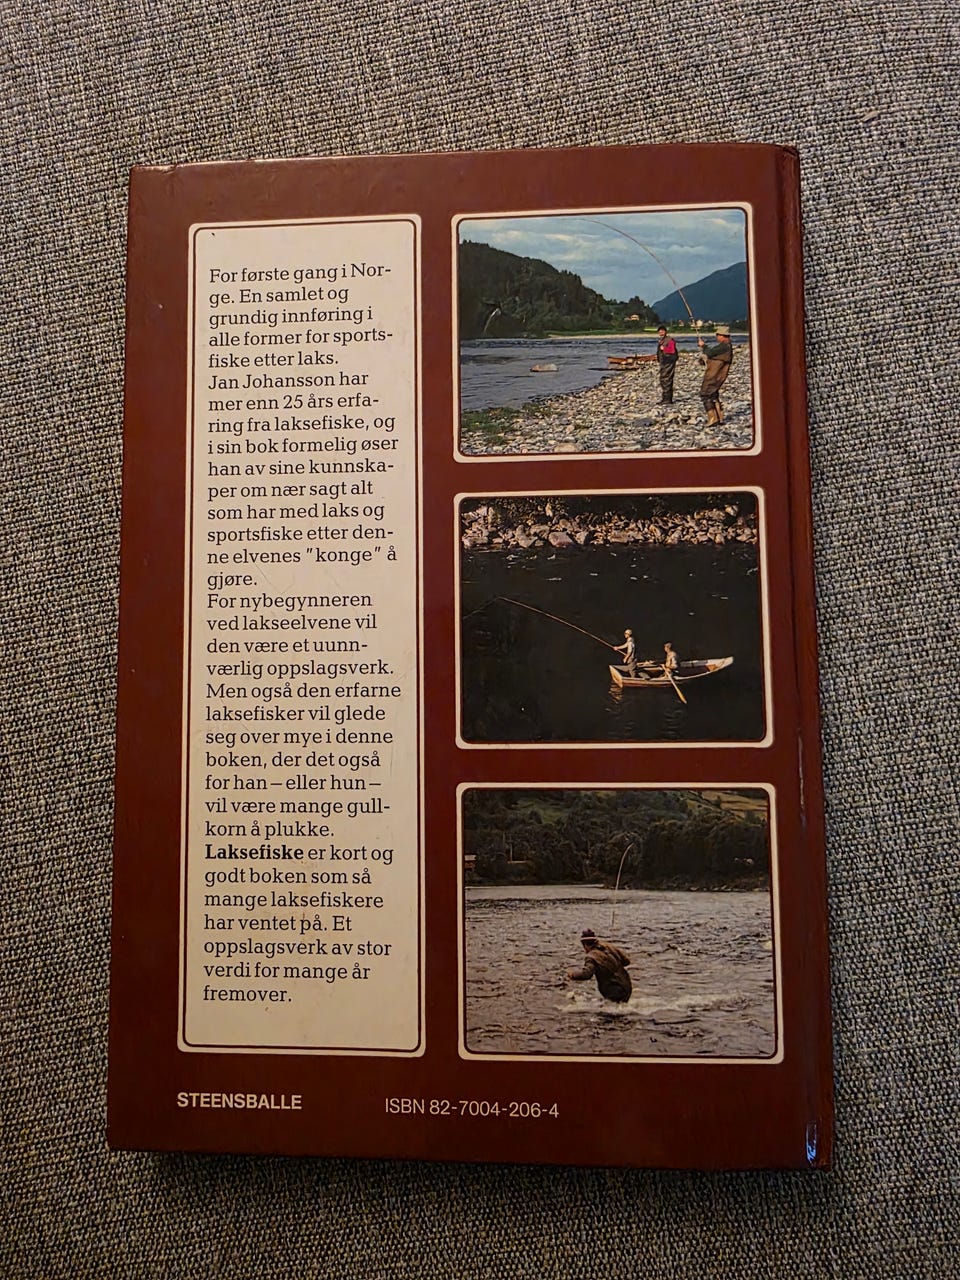 For første gang i Nor-
ge. En samlet og
grundig innføring i
alle former for sports-
fiske etter laks.
Jan Johansson har
mer enn 25 års erfa-
ring fra laksefiske, og
i sin bok formelig øser
han av sine kunnska-
per om nær sagt alt
som har med laks og
sportsfiske etter den-
ne elvenes "konge" å
gjøre.
For nybegynneren
ved lakseelvene vil
den være et uunn-
værlig oppslagsverk.
Men også den erfarne
laksefisker vil glede
seg over mye i denne
boken, der det også
for han – eller hun –
vil være mange gull-
korn å plukke.
Laksefiske er kort og
godt boken som så
mange laksefiskere
har ventet på. Et
oppslagsverk av stor
verdi for mange år
fremover.
STEENSBALLE
ISBN 82-7004-206-4